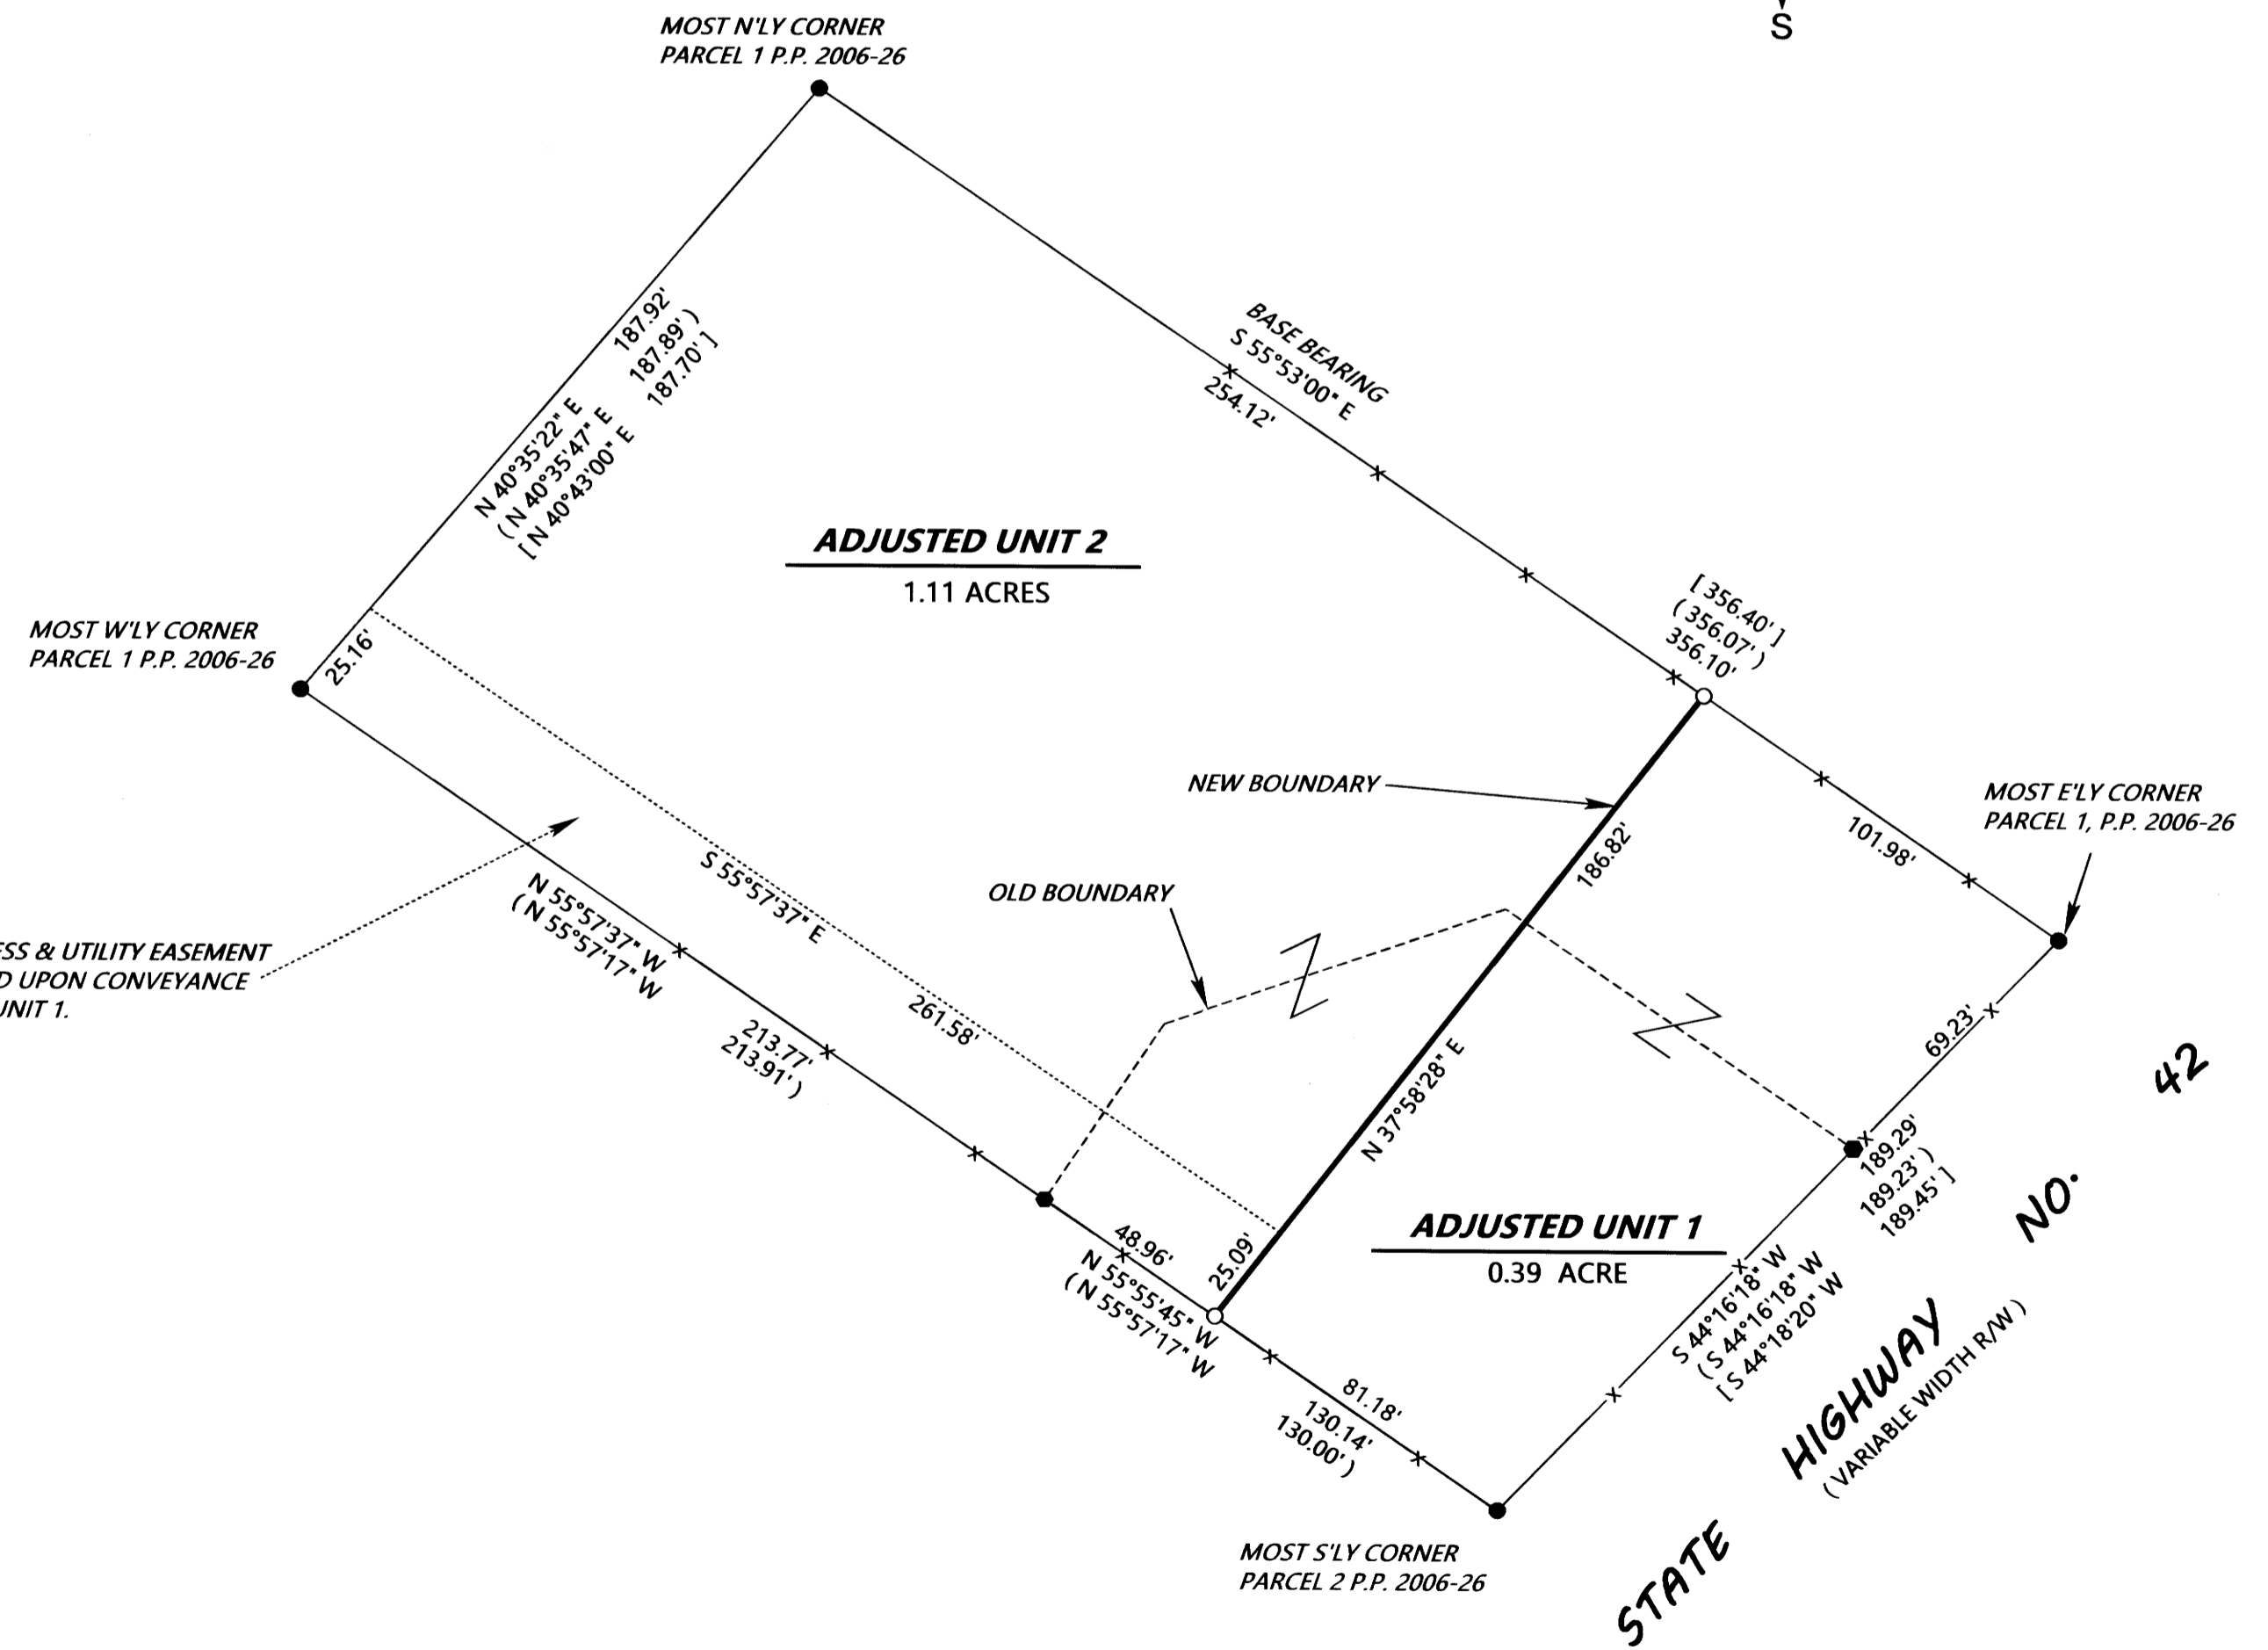 S
MOST N'LY CORNER
PARCEL 1 P.P. 2006-26
BASE BEARING
S 55°53'00" E
254.12'
N 40°35'22" E 187.92'
( N 40°35'47" E 187.89' )
[ N 40°43'00" E 187.70' ]
ADJUSTED UNIT 2
1.11 ACRES
[ 356.40' ]
( 356.07' )
356.10'
MOST W'LY CORNER
PARCEL 1 P.P. 2006-26
25.16'
NEW BOUNDARY
186.82'
101.98'
MOST E'LY CORNER
PARCEL 1, P.P. 2006-26
S 55°57'37" E
261.58'
OLD BOUNDARY
N 55°57'37" W
( N 55°57'17" W
213.77'
213.91' )
& UTILITY EASEMENT
UPON CONVEYANCE
UNIT 1.
N 37°58'28" E
69.23'
189.29'
189.23' )
189.45' ]
25.09'
48.96'
N 55°55'45" W
( N 55°57'17" W
ADJUSTED UNIT 1
0.39 ACRE
S 44°16'18" W
( S 44°16'18" W
[ S 44°18'20" W
81.18'
130.14'
130.00' )
MOST S'LY CORNER
PARCEL 2 P.P. 2006-26
STATE HIGHWAY NO. 42
( VARIABLE WIDTH R/W )